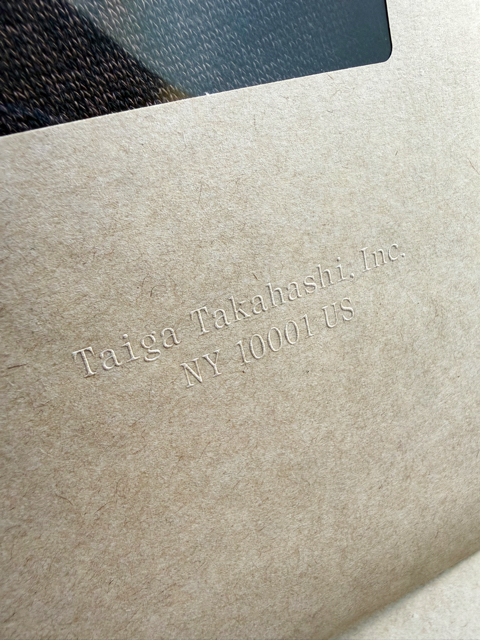 Taiga Takahashi, Inc.
NY 10001 US